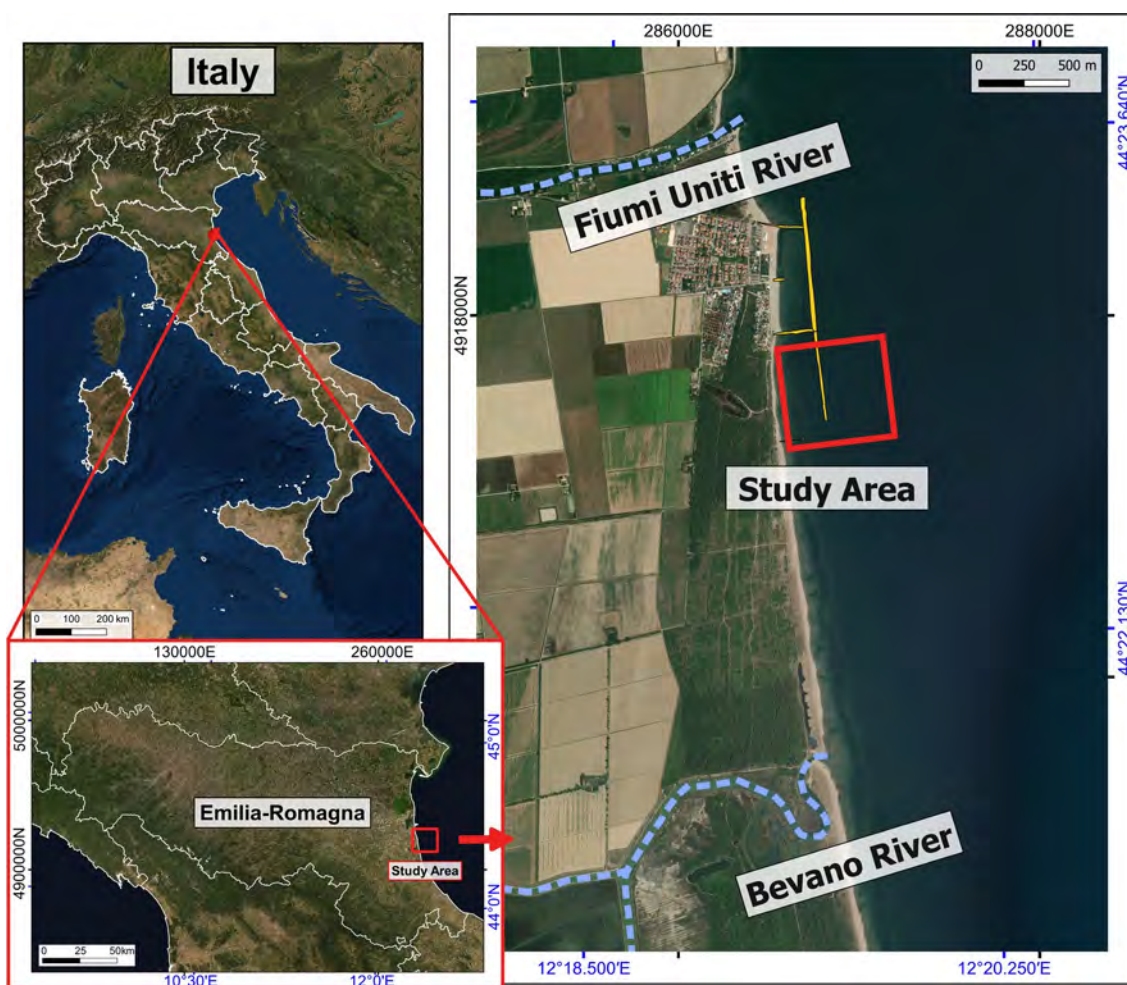 Italy
0 100 200 km
130000E
260000E
5000000N
4900000N
45°0'N
44°0'N
Emilia-Romagna
Study Area
0 25 50km
10°30'E
12°0'E
286000E
288000E
0 250 500 m
44°23.640'N
Fiumi Uniti River
4918000N
Study Area
44°22.130'N
Bevano River
12°18.500'E
12°20.250'E